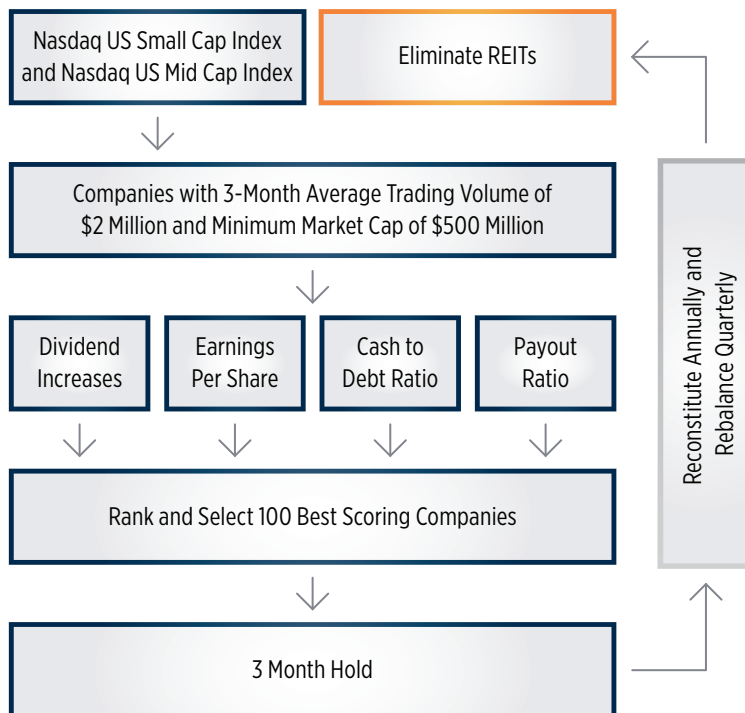 Nasdaq US Small Cap Index
and Nasdaq US Mid Cap Index
Eliminate REITs
Companies with 3-Month Average Trading Volume of
$2 Million and Minimum Market Cap of $500 Million
Dividend
Increases
Earnings
Per Share
Cash to
Debt Ratio
Payout
Ratio
Rank and Select 100 Best Scoring Companies
3 Month Hold
Reconstitute Annually and
Rebalance Quarterly